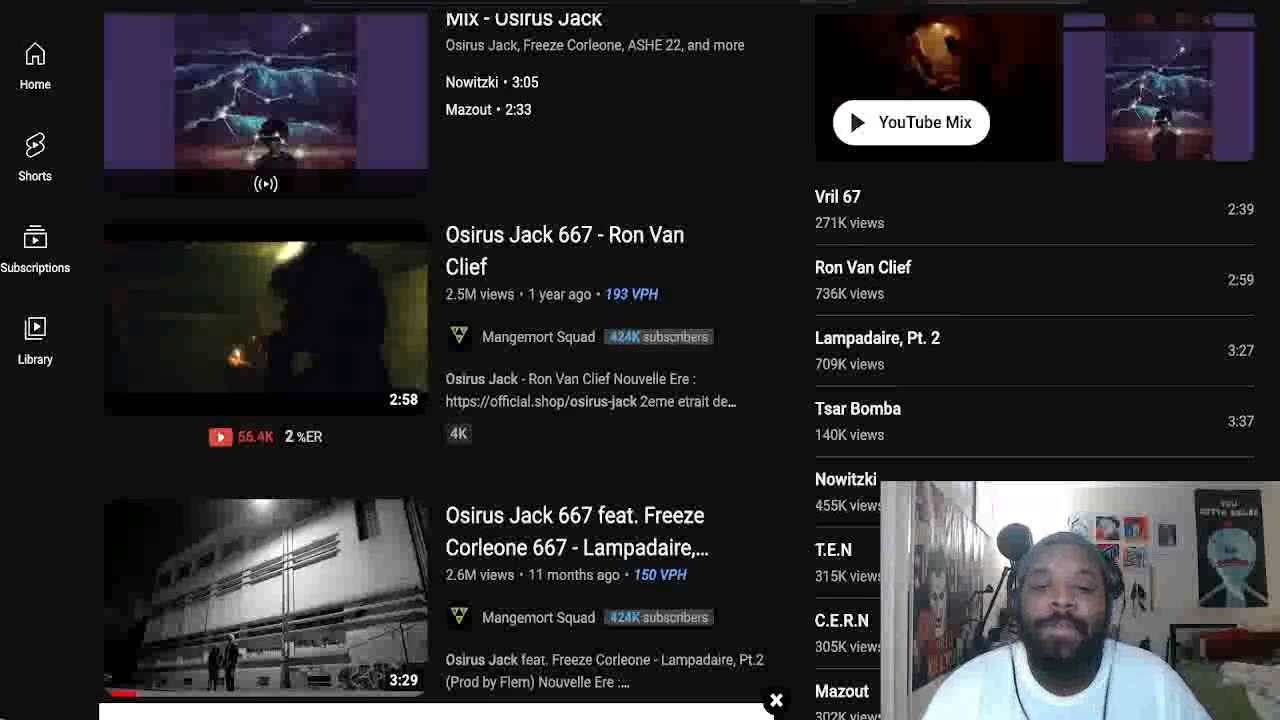 Home
Shorts
Subscriptions
Library
Mix - Osirus Jack
Osirus Jack, Freeze Corleone, ASHE 22, and more
Nowitzki • 3:05
Mazout • 2:33
Osirus Jack 667 - Ron Van
Clief
2.5M views • 1 year ago • 193 VPH
Mangemort Squad 424K subscribers
Osirus Jack - Ron Van Clief Nouvelle Ere :
https://official.shop/osirus-jack 2eme etrait de...
4K
2:58
56.4K 2 %ER
Osirus Jack 667 feat. Freeze
Corleone 667 - Lampadaire,...
2.6M views • 11 months ago • 150 VPH
Mangemort Squad 424K subscribers
Osirus Jack feat. Freeze Corleone - Lampadaire, Pt.2
(Prod by Flem) Nouvelle Ere :...
3:29
YouTube Mix
Vril 67
271K views
2:39
Ron Van Clief
736K views
2:59
Lampadaire, Pt. 2
709K views
3:27
Tsar Bomba
140K views
3:37
Nowitzki
455K views
T.E.N
315K views
C.E.R.N
305K views
Mazout
302K views
YOU